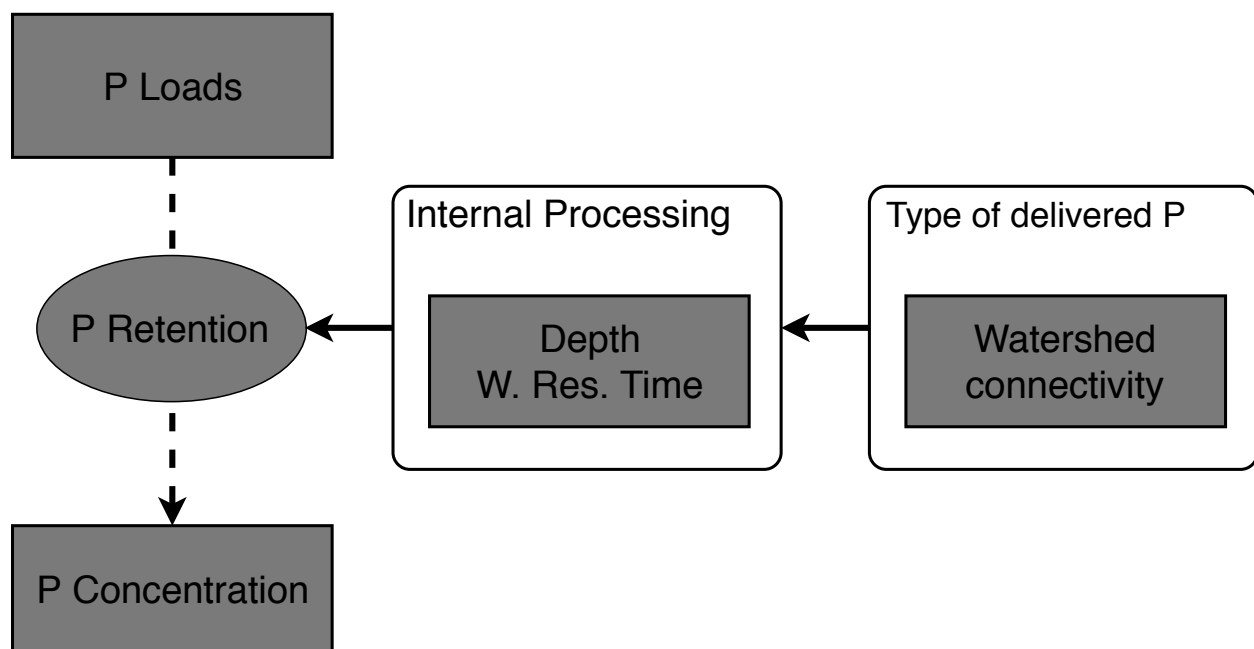 P Loads
Internal Processing
Type of delivered P
P Retention
Depth
W. Res. Time
Watershed
connectivity
P Concentration